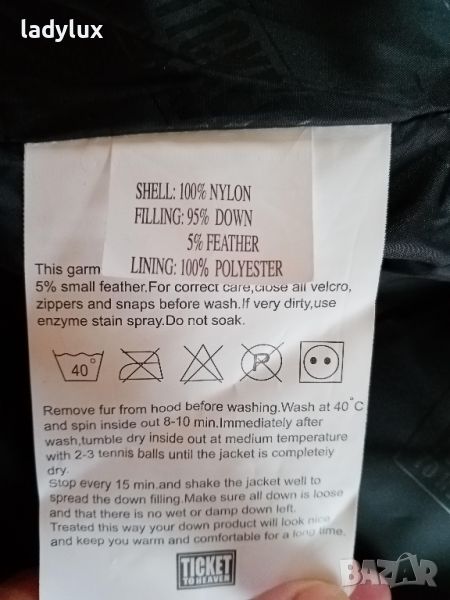 ladylux
SHELL: 100% NYLON
FILLING: 95% DOWN
5% FEATHER
LINING: 100% POLYESTER
This garm
5% small feather.For correct care,close all velcro,
zippers and snaps before wash.If very dirty,use
enzyme stain spray.Do not soak.
40°
P
Remove fur from hood before washing.Wash at 40°C
and spin inside out 8-10 min.Immediately after
wash,tumble dry inside out at medium temperature
with 2-3 tennis balls until the jacket is completeiy
dry.
Stop every 15 min.and shake the jacket well to
spread the down filling.Make sure all down is loose
and that there is no wet or damp down left.
Treated this way your down product will look nice
and keep you warm and comfortable for a long time.
TICKET
TO HEAVEN
BAZAR.bg